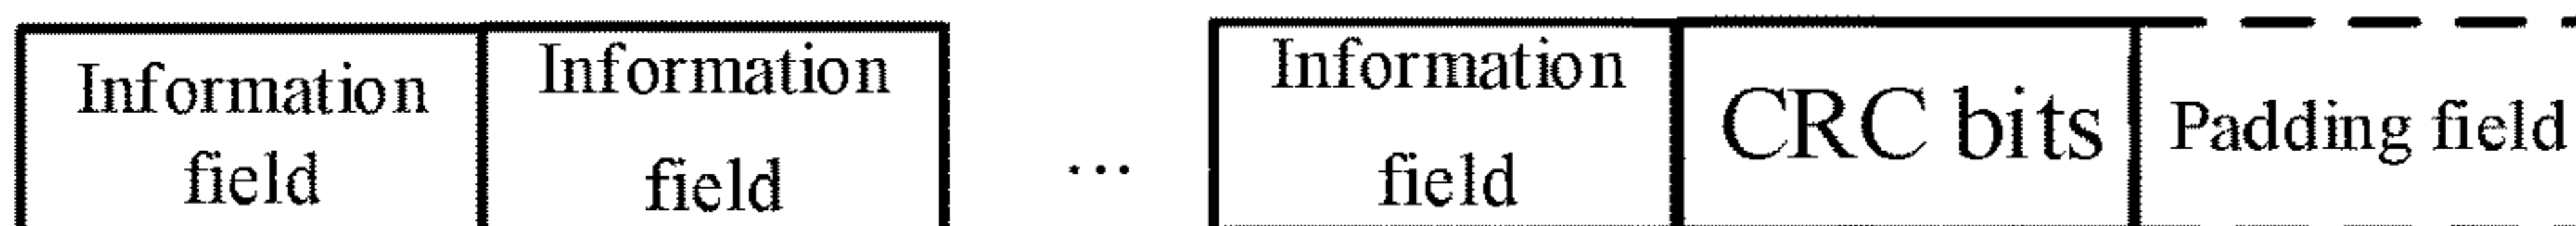 Information
field
Information
field
...
Information
field
CRC bits
Padding field